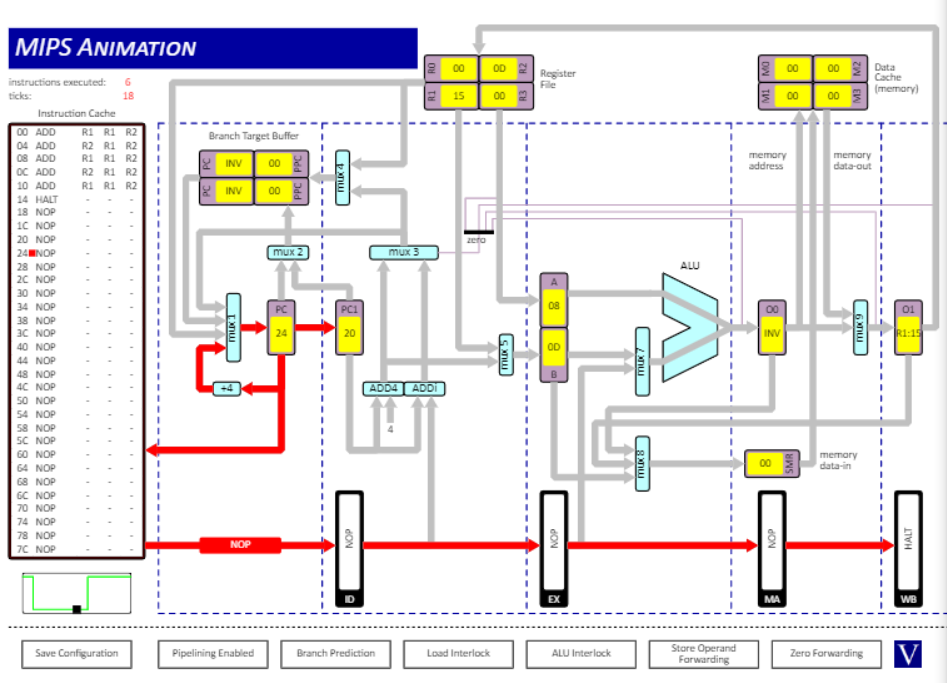 MIPS ANIMATION
instructions executed: 6
ticks: 18
Instruction Cache
00 ADD R1 R1 R2
04 ADD R2 R1 R2
08 ADD R1 R1 R2
0C ADD R2 R1 R2
10 ADD R1 R1 R2
14 HALT
18 NOP - - -
1C NOP - - -
20 NOP - - -
24 NOP - - -
28 NOP - - -
2C NOP - - -
30 NOP - - -
34 NOP - - -
38 NOP - - -
3C NOP - - -
40 NOP - - -
44 NOP - - -
48 NOP - - -
4C NOP - - -
50 NOP - - -
54 NOP - - -
58 NOP - - -
5C NOP - - -
60 NOP - - -
64 NOP - - -
68 NOP - - -
6C NOP - - -
70 NOP - - -
74 NOP - - -
78 NOP - - -
7C NOP - - -
R0 00 0D R2
R1 15 00 R3
Register
File
M0 00 00 M2
M1 00 00 M3
Data
Cache
(memory)
Branch Target Buffer
PC INV 00 PPC
PC INV 00 PPC
mux 4
memory
address
memory
data-out
zero
mux 2
mux 3
ALU
mux 1
PC
24
PC1
20
mux 5
A
08
0D
B
mux 7
O0
INV
mux 9
O1
R1:15
+4
ADD4
ADDi
4
mux 8
00 SMR
memory
data-in
NOP
NOP
NOP
NOP
HALT
ID
EX
MA
WB
Save Configuration
Pipelining Enabled
Branch Prediction
Load Interlock
ALU Interlock
Store Operand
Forwarding
Zero Forwarding
V